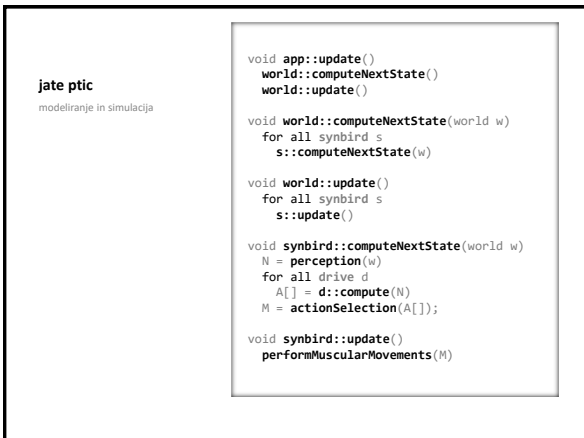 jate ptic
modeliranje in simulacija
void app::update()
  world::computeNextState()
  world::update()
void world::computeNextState(world w)
  for all synbird s
    s::computeNextState(w)
void world::update()
  for all synbird s
    s::update()
void synbird::computeNextState(world w)
  N = perception(w)
  for all drive d
    A[] = d::compute(N)
  M = actionSelection(A[]);
void synbird::update()
  performMuscularMovements(M)